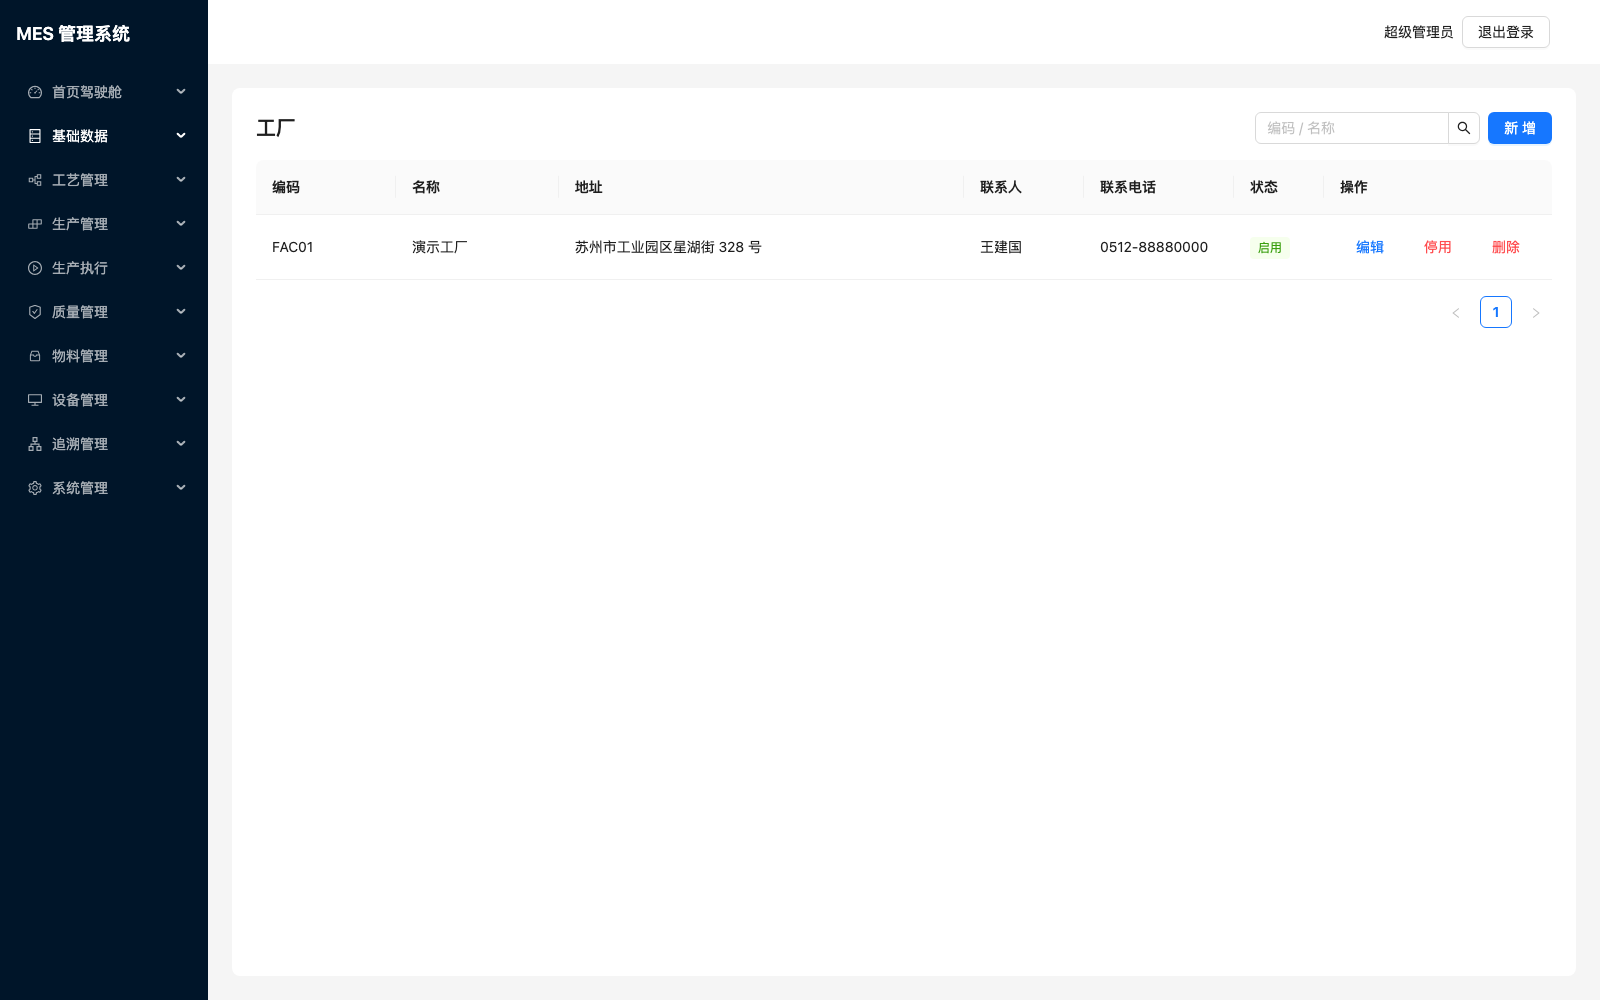 MES 管理系统
首页驾驶舱
基础数据
工艺管理
生产管理
生产执行
质量管理
物料管理
设备管理
追溯管理
系统管理
超级管理员 退出登录
工厂
编码 / 名称 新增
编码 名称 地址 联系人 联系电话 状态 操作
FAC01 演示工厂 苏州市工业园区星湖街 328 号 王建国 0512-88880000 启用 编辑 停用 删除
1